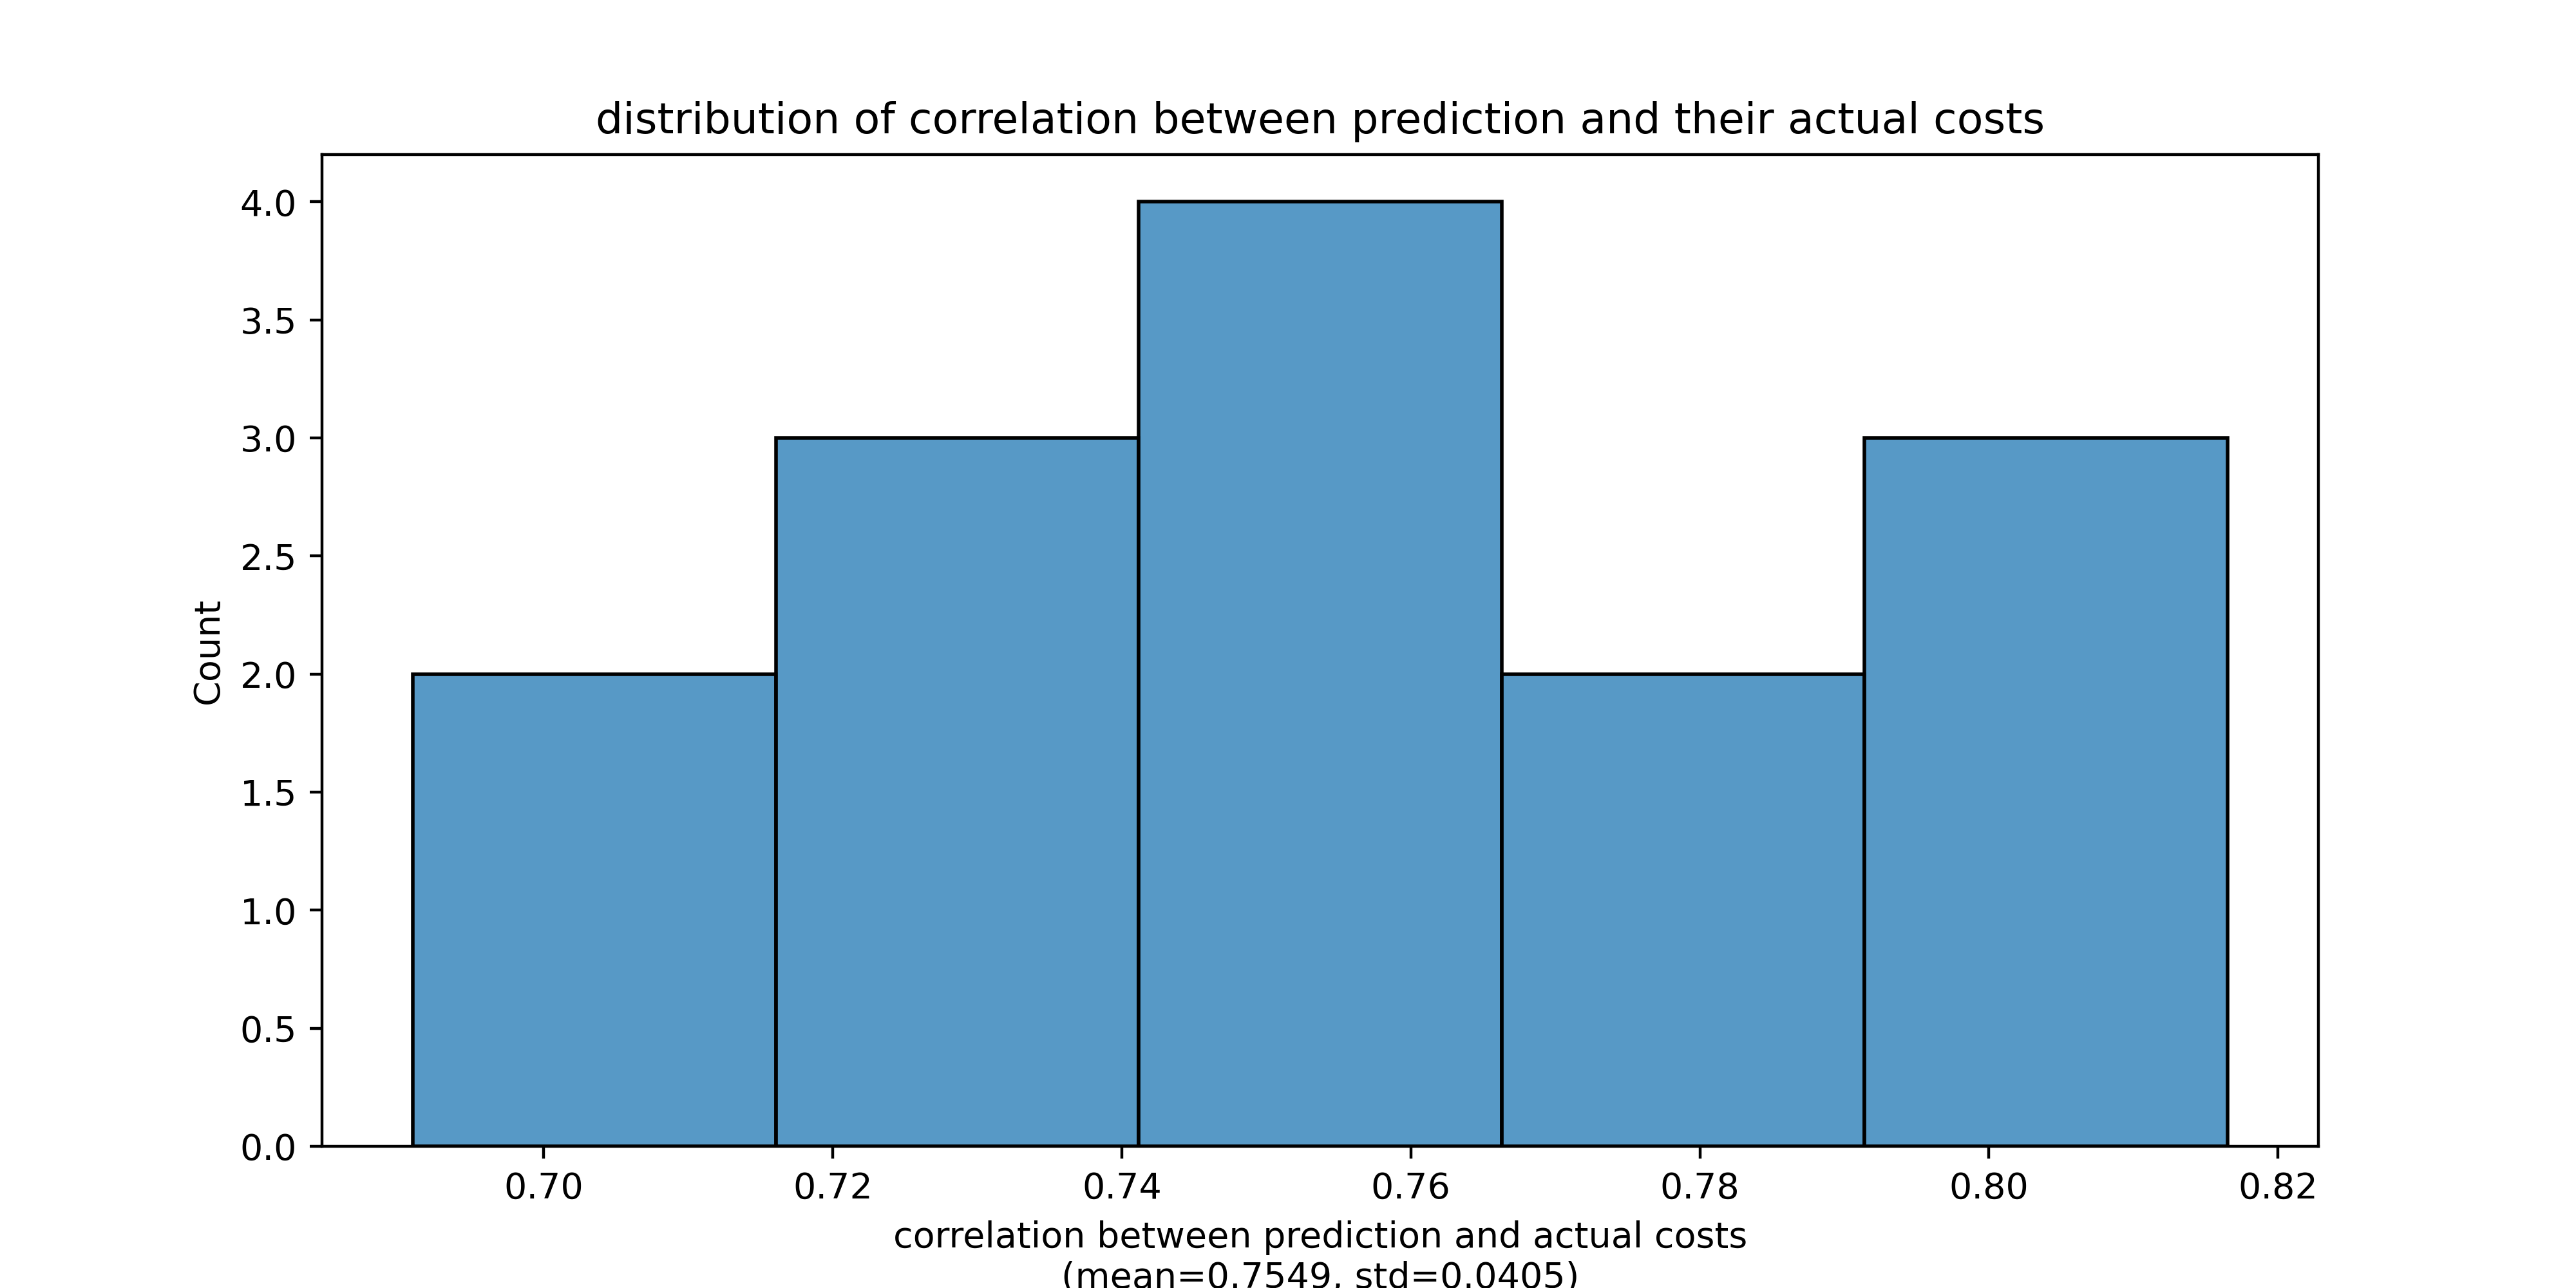 distribution of correlation between prediction and their actual costs
4.0
3.5
3.0
2.5
2.0
1.5
1.0
0.5
0.0
Count
0.70 0.72 0.74 0.76 0.78 0.80 0.82
correlation between prediction and actual costs
(mean=0.7549, std=0.0405)